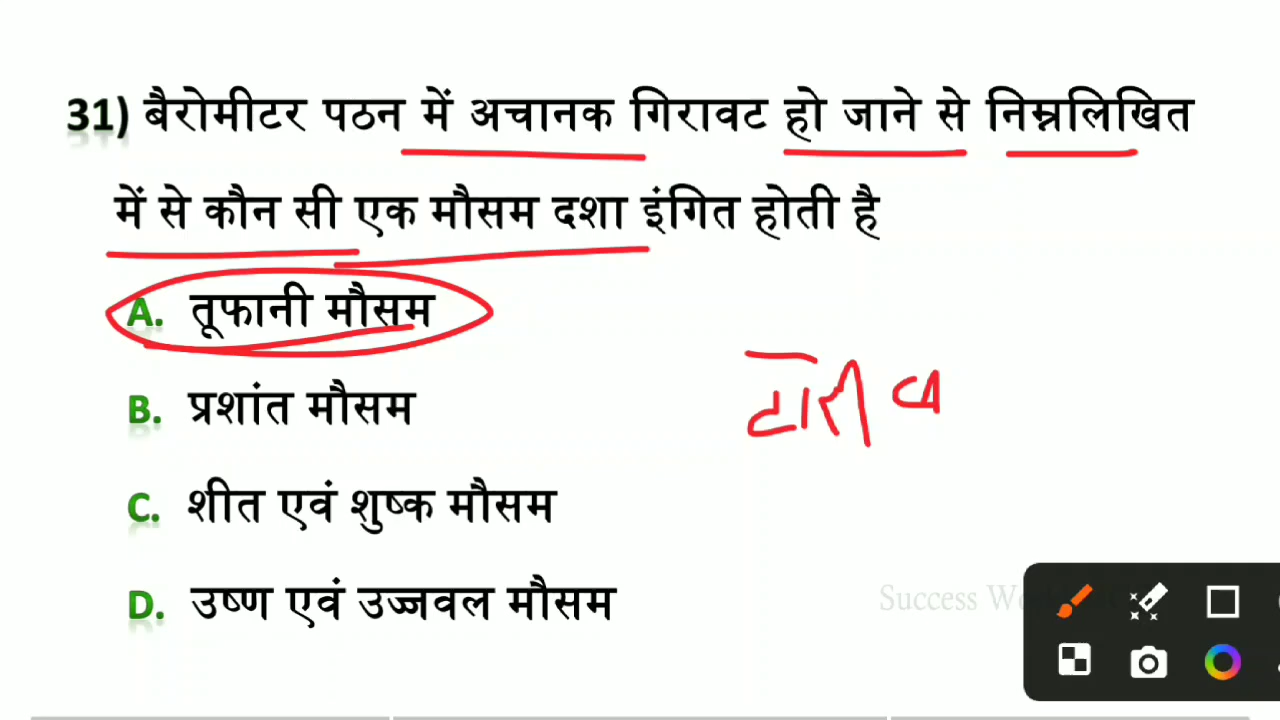 31) बैरोमीटर पठन में अचानक गिरावट हो जाने से निम्नलिखित
में से कौन सी एक मौसम दशा इंगित होती है
A. तूफानी मौसम
B. प्रशांत मौसम
C. शीत एवं शुष्क मौसम
D. उष्ण एवं उज्जवल मौसम
Success